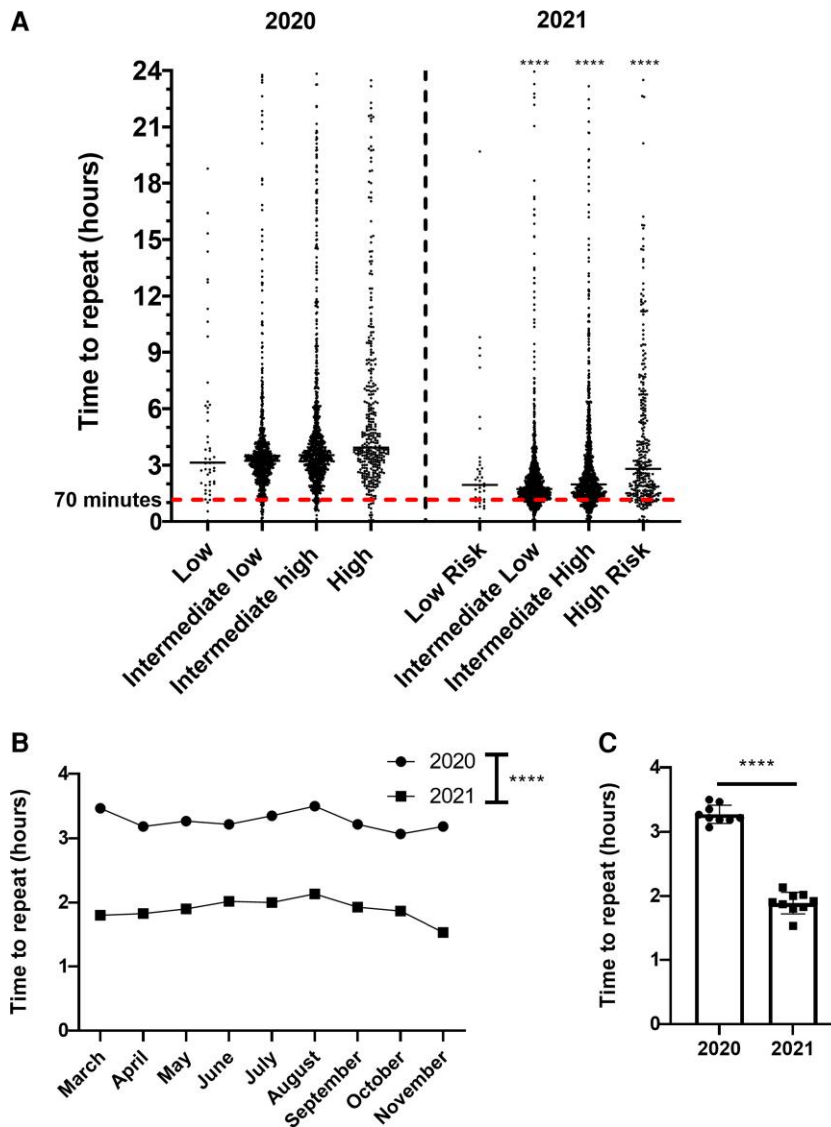 A
2020
2021
**** **** ****
Time to repeat (hours)
24
21
18
15
12
9
6
3
70 minutes
0
Low
Intermediate low
Intermediate high
High
Low Risk
Intermediate Low
Intermediate High
High Risk
B
Time to repeat (hours)
4
3
2
1
0
2020
2021
****
March
April
May
June
July
August
September
October
November
C
Time to repeat (hours)
4
3
2
1
0
****
2020
2021